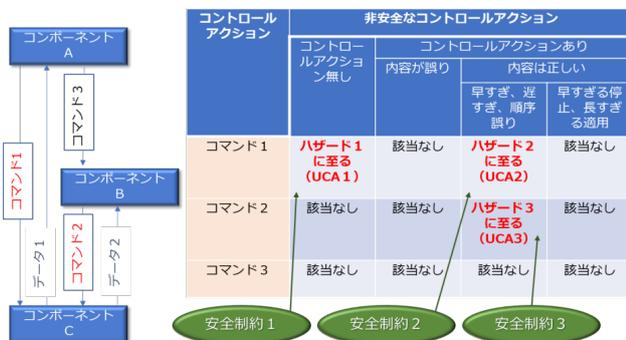 コンポーネント
A
コマンド3
コマンド1
コンポーネント
B
データ1
コマンド2
データ2
コンポーネント
C
コントロール
アクション
非安全なコントロールアクション
コントロー
ルアクショ
ン無し
コントロールアクションあり
内容が誤り
内容は正しい
早すぎ、遅
すぎ、順序
誤り
早すぎる停
止、長すぎ
る適用
コマンド１
ハザード１
に至る
（UCA１）
該当なし
ハザード２
に至る
（UCA2）
該当なし
コマンド２
該当なし
該当なし
ハザード３
に至る
（UCA3）
該当なし
コマンド３
該当なし
該当なし
該当なし
該当なし
安全制約１
安全制約２
安全制約３